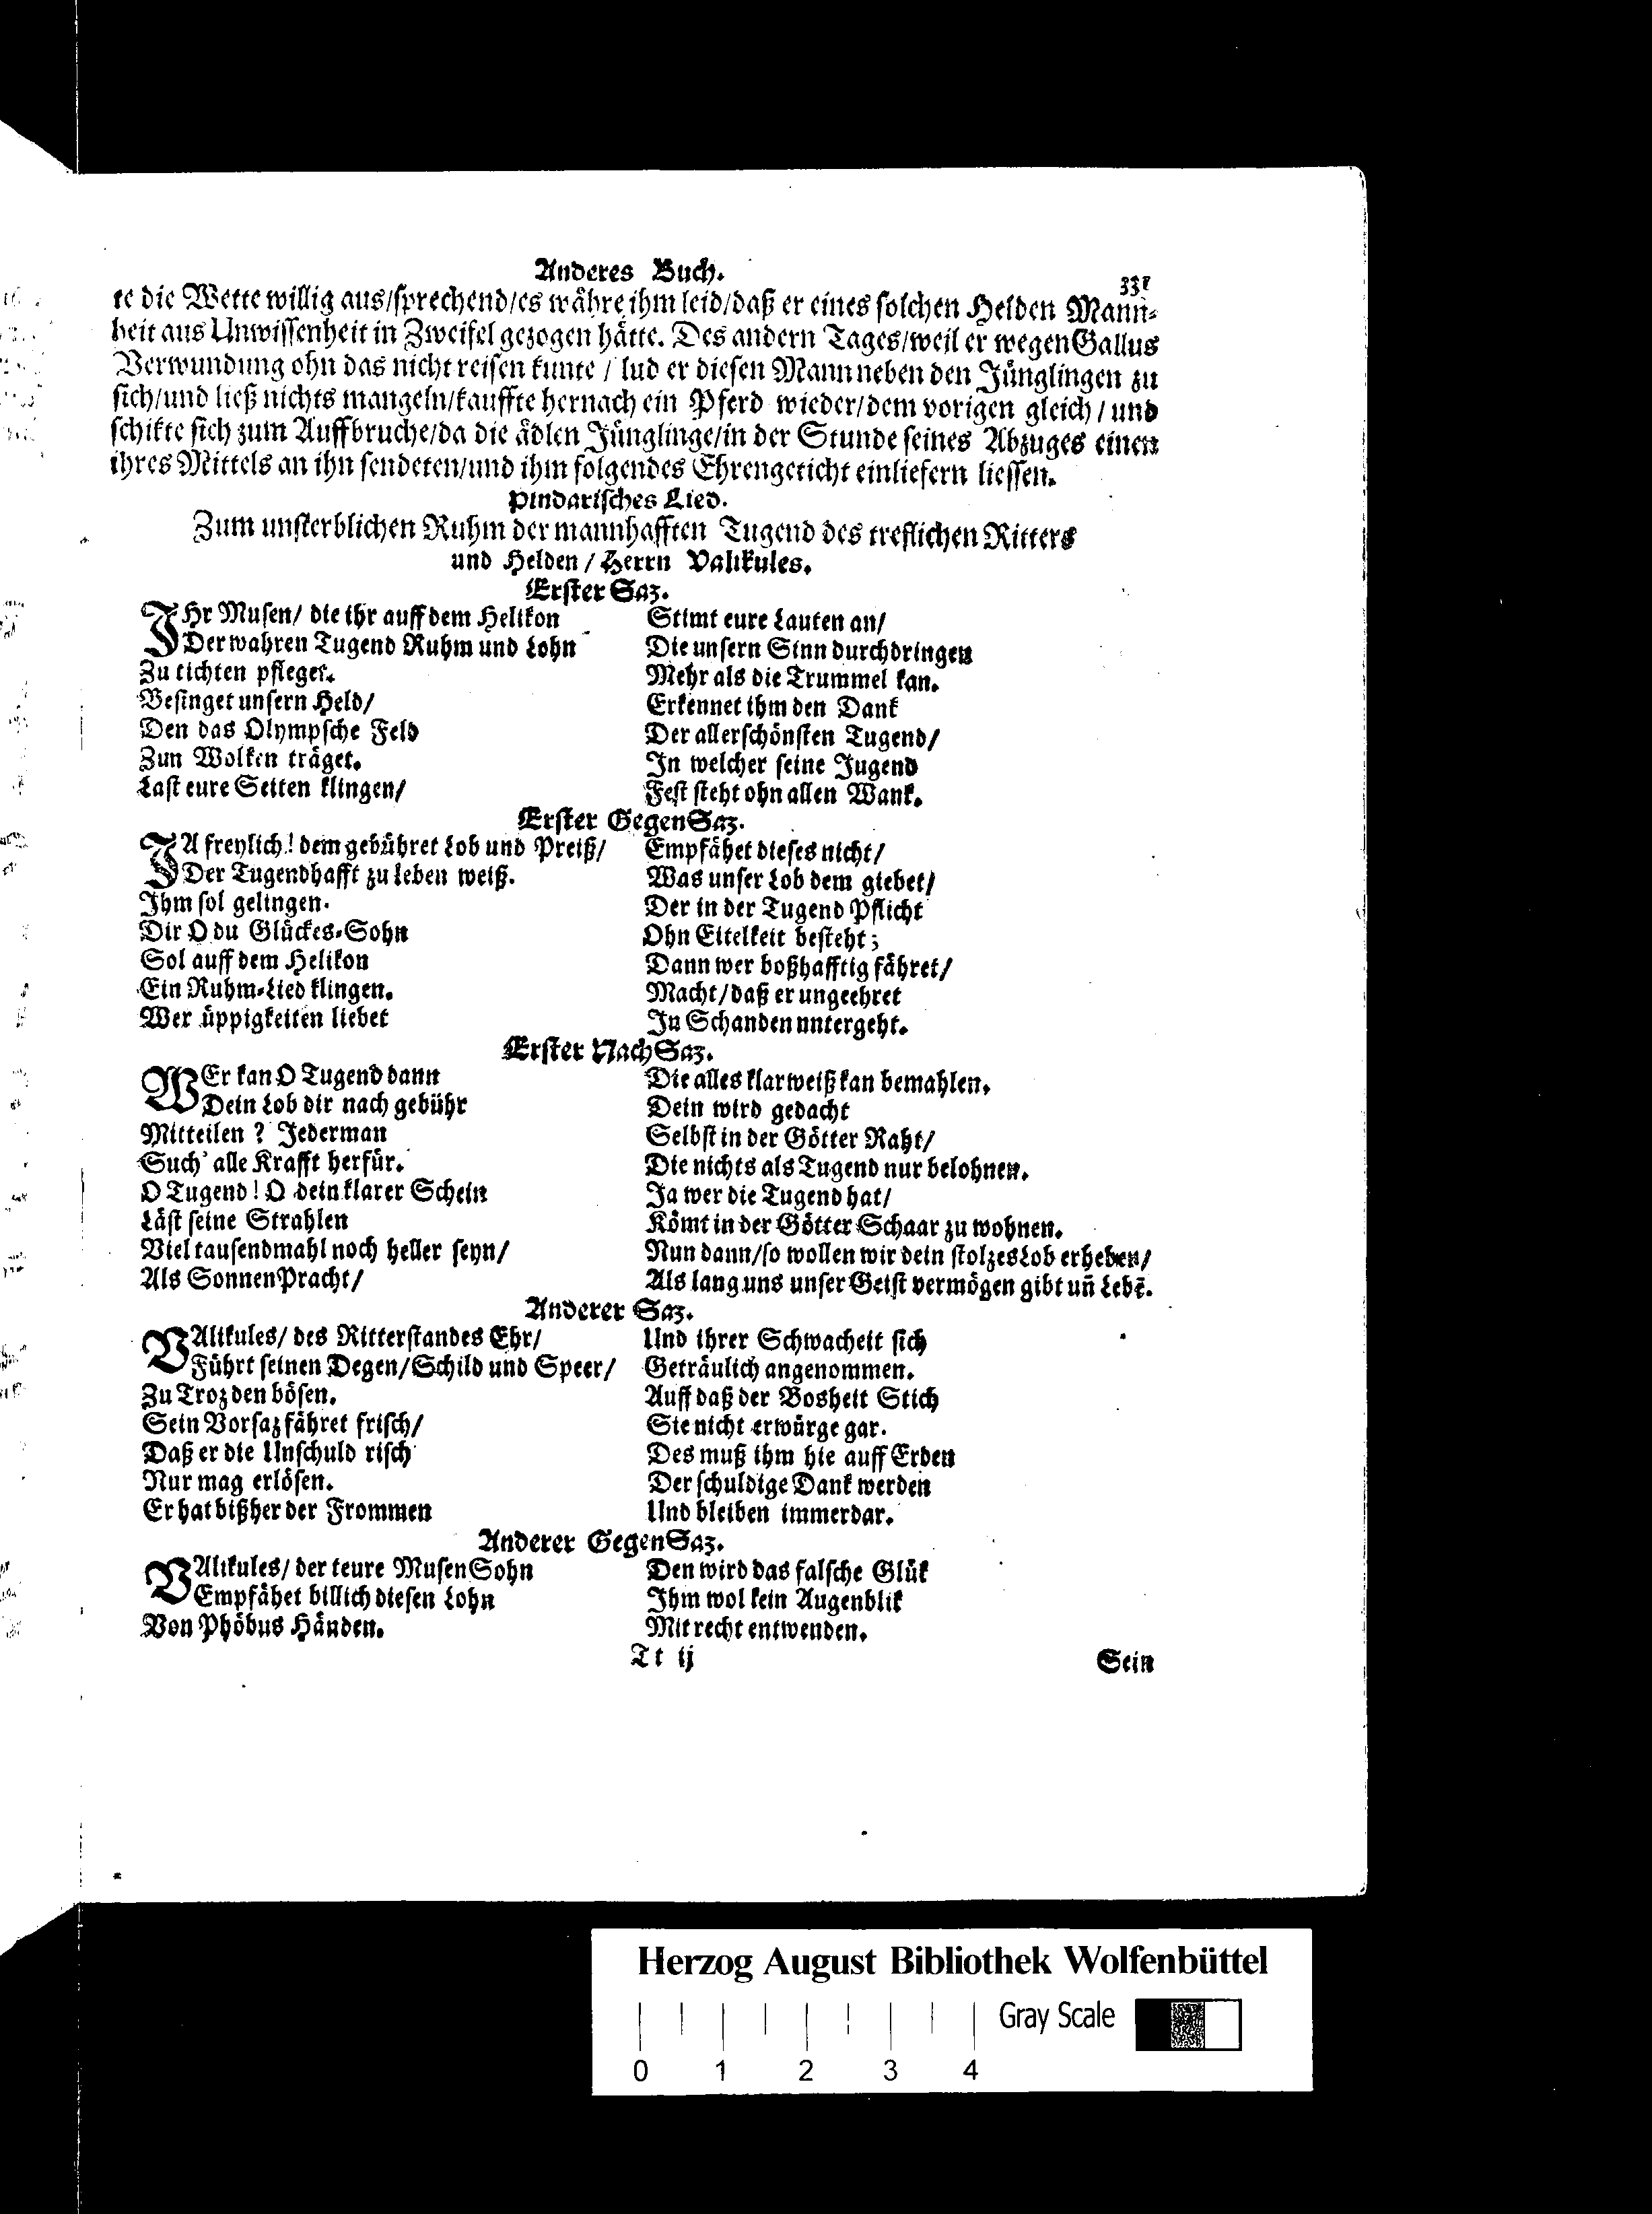 Anderes Buch. 331
te die Wette willig aus/sprechend/es währe ihm leid/daß er eines solchen Helden Mann-
heit aus Unwissenheit in Zweifel gezogen hätte. Des andern Tages/weil er wegen Gallus
Verwundung ohn das nicht reisen kunte / lud er diesen Mann neben den Jünglingen zu
sich/und ließ nichts mangeln/kauffte hernach ein Pferd wieder/dem vorigen gleich / und
schikte sich zum Auffbruche/da die ädlen Jünglinge/in der Stunde seines Abzuges einen
ihres Mittels an ihn sendeten/und ihm folgendes Ehrengeticht einliefern liessen.
Pindarisches Lied.
Zum unsterblichen Ruhm der mannhafften Tugend des treflichen Ritters
und Helden / Herrn Valikules.
Erster Saz.
IHr Musen/ die ihr auff dem Helikon
Der wahren Tugend Ruhm und Lohn
Zu tichten pfleget.
Besinget unsern Held/
Den das Olympsche Feld
Zun Wolken träget.
Last eure Seiten klingen/
Stimt eure Lauten an/
Die unsern Sinn durchdringen
Mehr als die Trummel kan.
Erkennet ihm den Dank
Der allerschönsten Tugend/
In welcher seine Jugend
Fest steht ohn allen Wank.
Erster GegenSaz.
JA freylich! dem gebühret Lob und Preiß/
Der Tugendhafft zu leben weiß.
Ihm sol gelingen.
Dir O du Glückes-Sohn
Sol auff dem Helikon
Ein Ruhm-Lied klingen.
Wer üppigkeiten liebet
Empfähet dieses nicht/
Was unser Lob dem giebet/
Der in der Tugend Pflicht
Ohn Eitelkeit besteht;
Dann wer boßhafftig fähret/
Macht/daß er ungeehret
In Schanden untergeht.
Erster NachSaz.
WEr kan O Tugend dann
Dein Lob dir nach gebühr
Mitteilen ? Jederman
Such' alle Krafft herfür.
O Tugend! O dein klarer Schein
Läst seine Strahlen
Viel tausendmahl noch heller seyn/
Als SonnenPracht/
Die alles klarweiß kan bemahlen.
Dein wird gedacht
Selbst in der Götter Raht/
Die nichts als Tugend nur belohnen.
Ja wer die Tugend hat/
Kömt in der Götter Schaar zu wohnen.
Nun dann/so wollen wir dein stolzes Lob erheben/
Als lang uns unser Geist vermögen gibt uñ Lebē.
Anderer Saz.
VAlikules/ des Ritterstandes Ehr/
Führt seinen Degen/Schild und Speer/
Zu Troz den bösen.
Sein Vorsaz fähret frisch/
Daß er die Unschuld risch
Nur mag erlösen.
Er hat bißher der Frommen
Und ihrer Schwacheit sich
Geträulich angenommen.
Auff daß der Bosheit Stich
Sie nicht erwürge gar.
Des muß ihm hie auff Erden
Der schuldige Dank werden
Und bleiben immerdar.
Anderer GegenSaz.
VAlikules/ der teure MusenSohn
Empfähet billich diesen Lohn
Von Phöbus Händen.
Den wird das falsche Glük
Ihm wol kein Augenblik
Mit recht entwenden.
Tt ij Sein
Herzog August Bibliothek Wolfenbüttel
Gray Scale
0 1 2 3 4